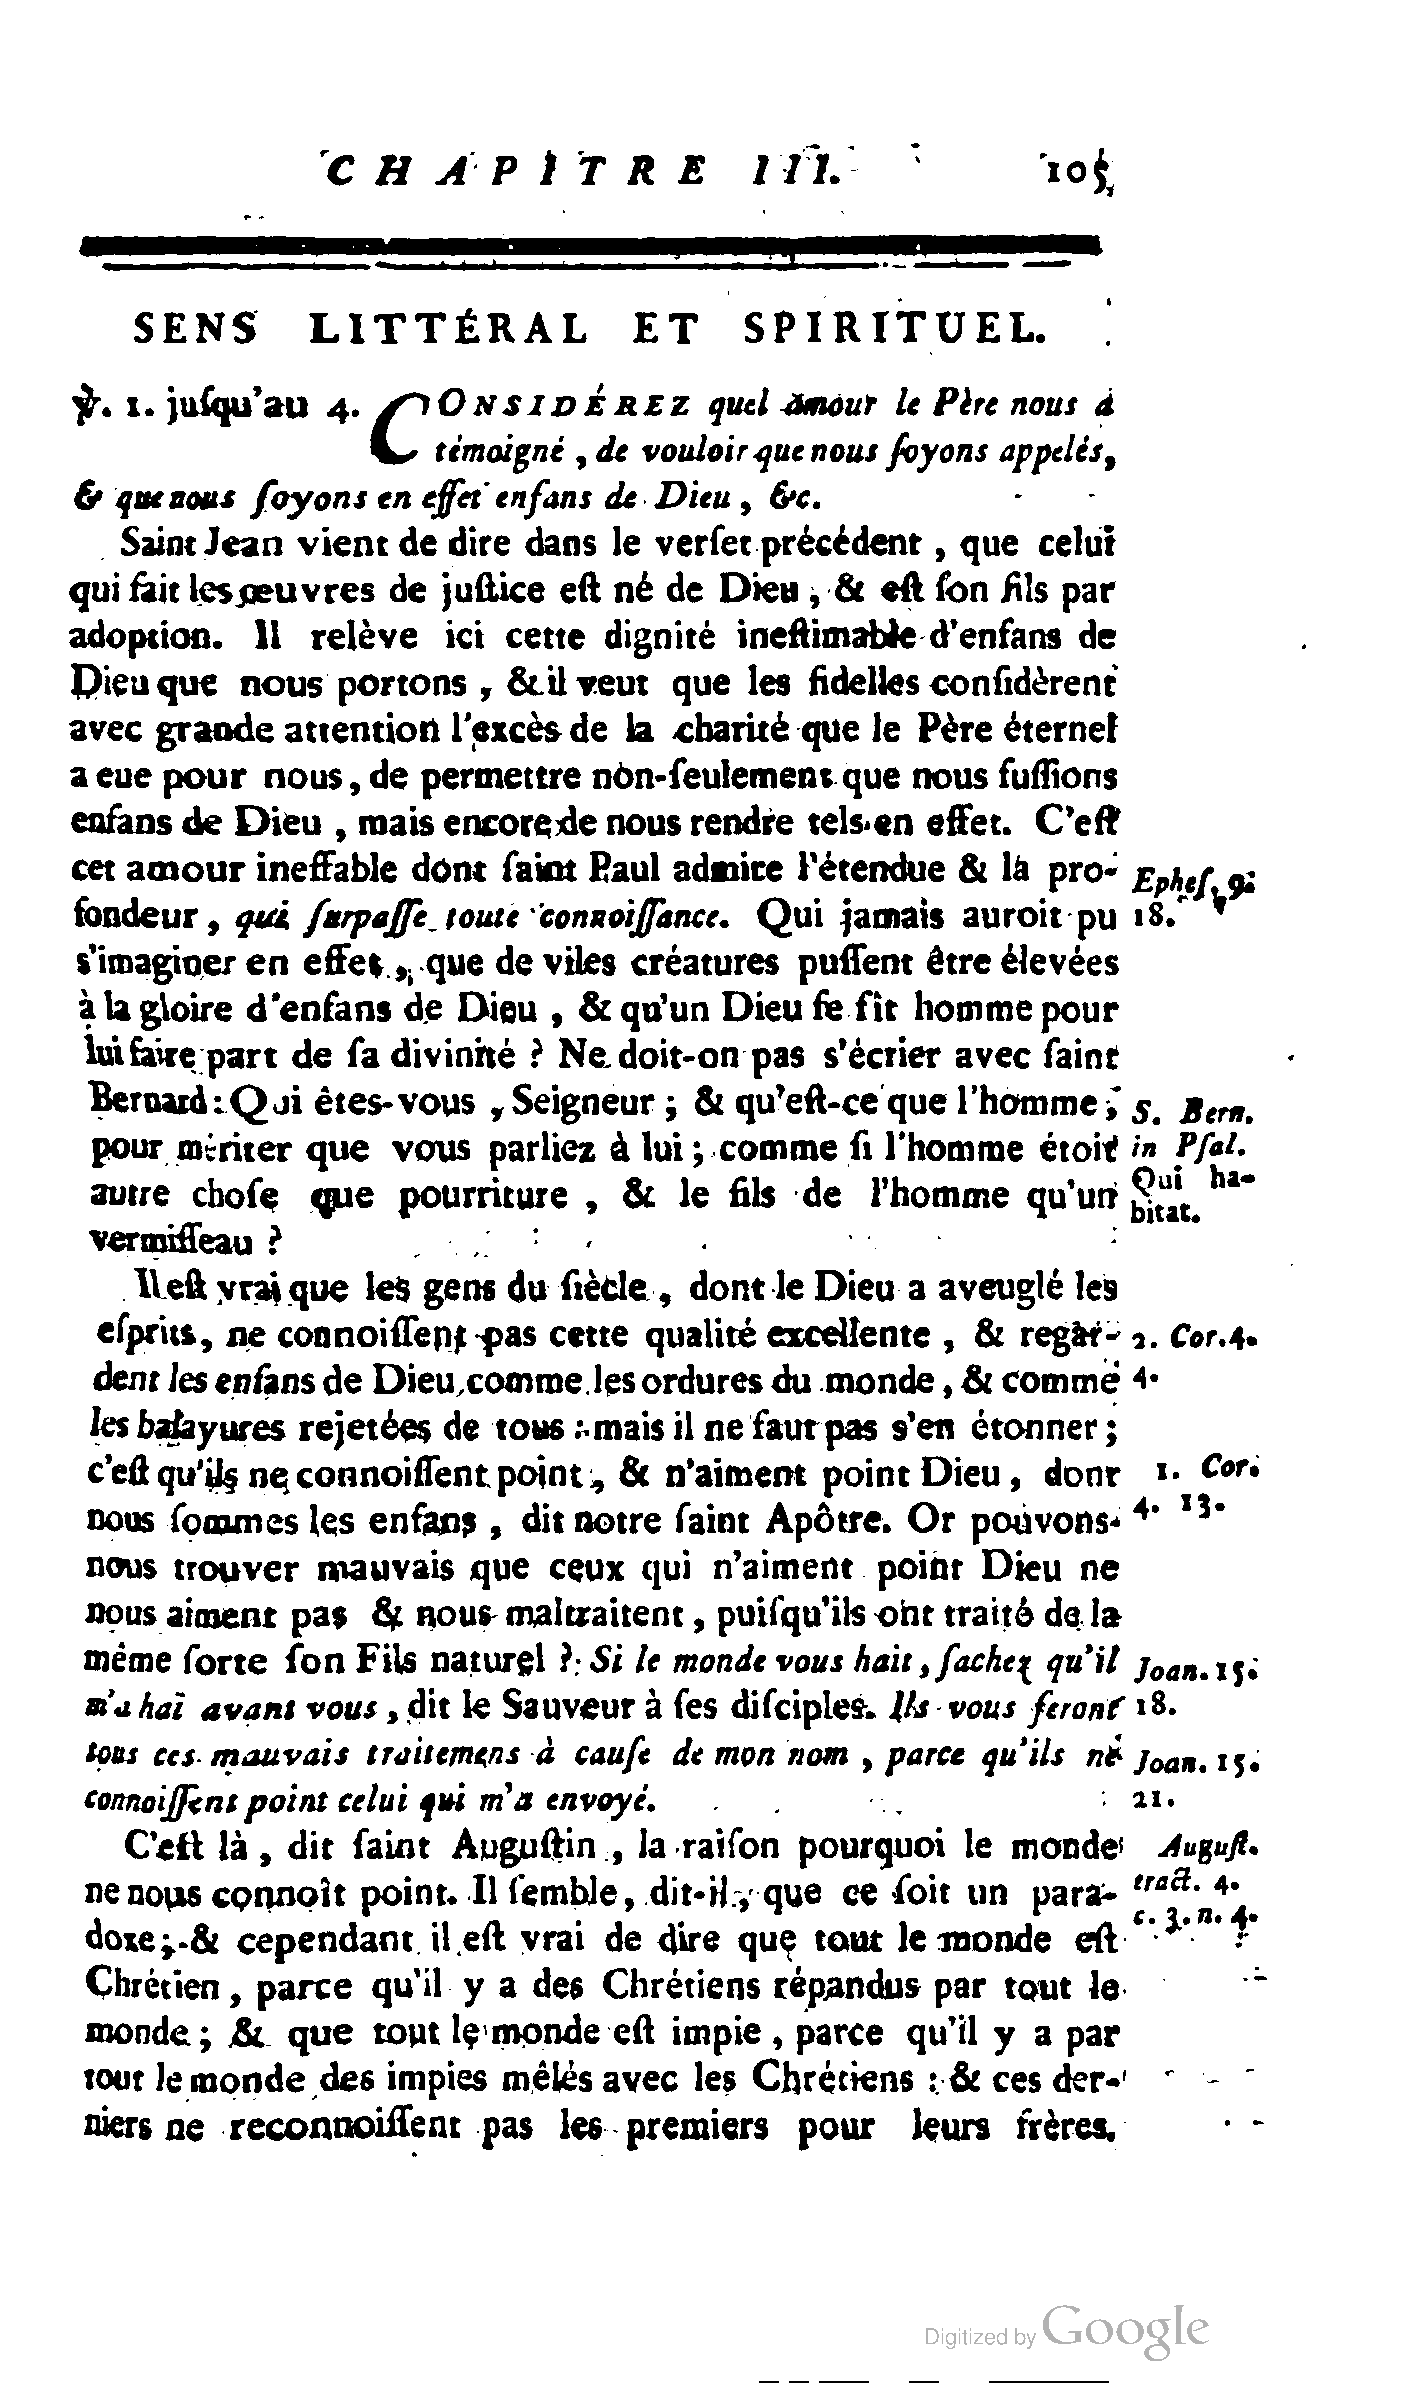 CHAPITRE III. 105
SENS LITTÉRAL ET SPIRITUEL.
℣. 1. juſqu'au 4. CONSIDÉREZ quel amour le Père nous a
témoigné , de vouloir que nous ſoyons appelés,
& que nous ſoyons en effet enfans de Dieu , &c.
Saint Jean vient de dire dans le verſet précédent , que celui
qui fait les œuvres de juſtice eſt né de Dieu , & eſt ſon fils par
adoption. Il relève ici cette dignité ineſtimable d'enfans de
Dieu que nous portons , & il veut que les fidelles conſidèrent
avec grande attention l'excès de la charité que le Père éternel
a eue pour nous, de permettre non-ſeulement que nous fuſſions
enfans de Dieu , mais encore de nous rendre tels en effet. C'eſt
cet amour ineffable dont ſaint Paul admire l'étendue & la pro-
Epheſ. 9.
fondeur , qui ſurpaſſe toute connoiſſance. Qui jamais auroit pu
18.
s'imaginer en effet , que de viles créatures puſſent être élevées
à la gloire d'enfans de Dieu , & qu'un Dieu ſe fît homme pour
lui faire part de ſa divinité ? Ne doit-on pas s'écrier avec ſaint
Bernard : Qui êtes-vous , Seigneur ; & qu'eſt-ce que l'homme ,
S. Bern.
pour mériter que vous parliez à lui ; comme ſi l'homme étoit
in Pſal.
autre choſe que pourriture , & le fils de l'homme qu'un
Qui ha-
bitat.
vermiſſeau ?
Il eſt vrai que les gens du ſiècle , dont le Dieu a aveuglé les
eſprits, ne connoiſſent pas cette qualité excellente , & regar-
2. Cor. 4.
dent les enfans de Dieu comme les ordures du monde , & comme
4.
les balayures rejetées de tous : mais il ne faut pas s'en étonner ;
c'eſt qu'ils ne connoiſſent point , & n'aiment point Dieu , dont
1. Cor.
nous ſommes les enfans , dit notre ſaint Apôtre. Or pouvons-
4. 13.
nous trouver mauvais que ceux qui n'aiment point Dieu ne
nous aiment pas & nous maltraitent , puiſqu'ils ont traité de la
même ſorte ſon Fils naturel ? Si le monde vous hait , ſachez qu'il
Joan. 15.
m'a haï avant vous , dit le Sauveur à ſes diſciples. Ils vous feront
18.
tous ces mauvais traitemens à cauſe de mon nom , parce qu'ils ne
Joan. 15.
connoiſſent point celui qui m'a envoyé.
21.
C'eſt là , dit ſaint Auguſtin , la raiſon pourquoi le monde
Auguſt.
ne nous connoît point. Il ſemble, dit-il , que ce ſoit un para-
tract. 4.
c. 3. n. 4.
doxe ; & cependant il eſt vrai de dire que tout le monde eſt
Chrétien , parce qu'il y a des Chrétiens répandus par tout le
monde ; & que tout le monde eſt impie , parce qu'il y a par
tout le monde des impies mêlés avec les Chrétiens : & ces der-
niers ne reconnoiſſent pas les premiers pour leurs frères.
Digitized by Google